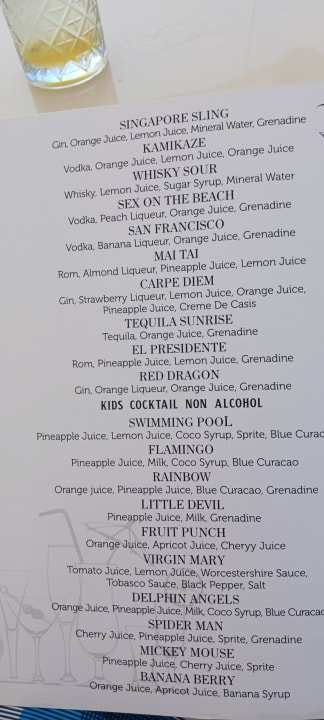 SINGAPORE SLING
Gin, Orange Juice, Lemon Juice, Mineral Water, Grenadine
KAMIKAZE
Vodka, Orange Juice, Lemon Juice, Orange Juice
WHISKY SOUR
Whisky, Lemon Juice, Sugar Syrup, Mineral Water
SEX ON THE BEACH
Vodka, Peach Liqueur, Orange Juice, Grenadine
SAN FRANCISCO
Vodka, Banana Liqueur, Orange Juice, Grenadine
MAI TAI
Rom, Almond Liqueur, Pineapple Juice, Lemon Juice
CARPE DIEM
Gin, Strawberry Liqueur, Lemon Juice, Orange Juice,
Pineapple Juice, Creme De Casis
TEQUILA SUNRISE
Tequila, Orange Juice, Grenadine
EL PRESIDENTE
Rom, Pineapple Juice, Lemon Juice, Grenadine
RED DRAGON
Gin, Orange Liqueur, Orange Juice, Grenadine
KIDS COCKTAIL NON ALCOHOL
SWIMMING POOL
Pineapple Juice, Lemon Juice, Coco Syrup, Sprite, Blue Curac
FLAMINGO
Pineapple Juice, Milk, Coco Syrup, Blue Curacao
RAINBOW
Orange juice, Pineapple Juice, Blue Curacao, Grenadine
LITTLE DEVIL
Pineapple Juice, Milk, Grenadine
FRUIT PUNCH
Orange Juice, Apricot Juice, Cheryy Juice
VIRGIN MARY
Tomato Juice, Lemon Juice, Worcestershire Sauce,
Tobasco Sauce, Black Pepper, Salt
DELPHIN ANGELS
Orange Juice, Pineapple Juice, Milk, Coco Syrup, Blue Curacao
SPIDER MAN
Cherry Juice, Pineapple Juice, Sprite, Grenadine
MICKEY MOUSE
Pineapple Juice, Cherry Juice, Sprite
BANANA BERRY
Orange Juice, Apricot Juice, Banana Syrup